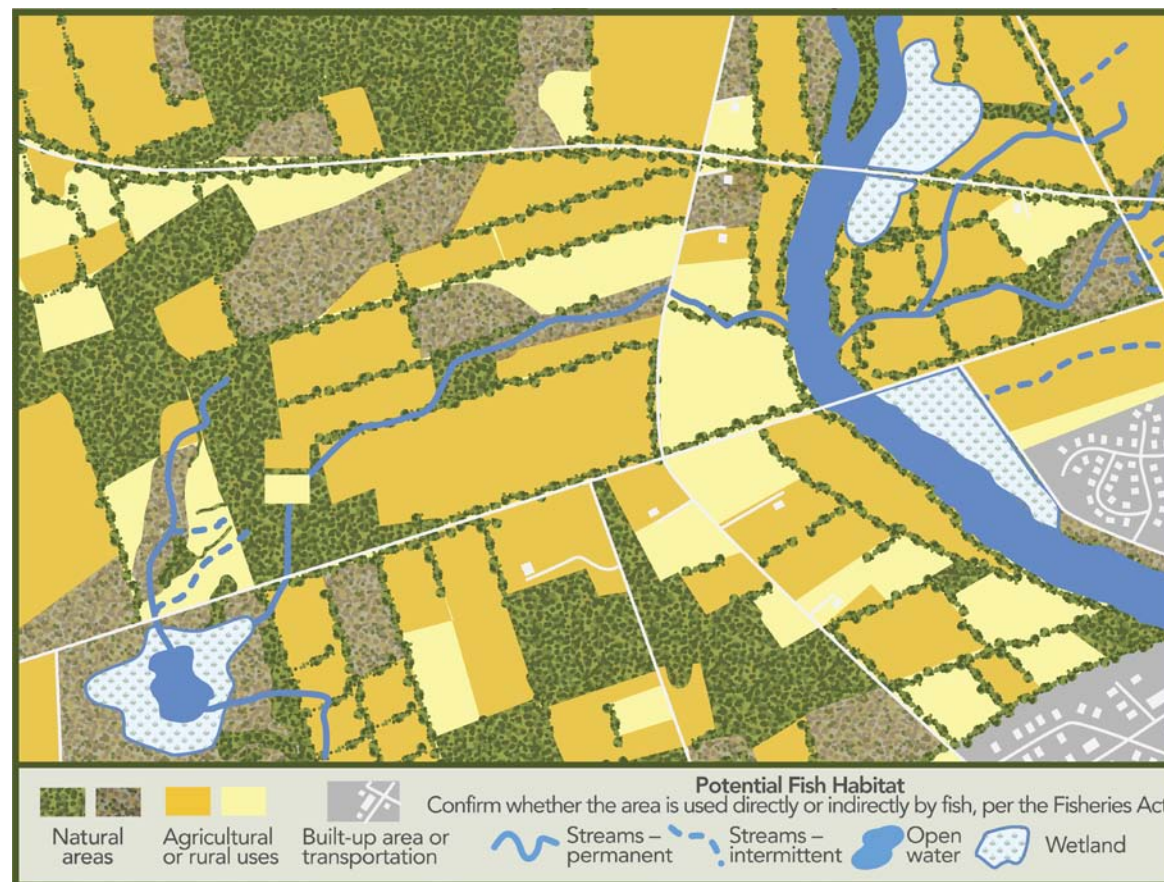 Potential Fish Habitat
Confirm whether the area is used directly or indirectly by fish, per the Fisheries Act
Natural
areas
Agricultural
or rural uses
Built-up area or
transportation
Streams –
permanent
Streams –
intermittent
Open
water
Wetland